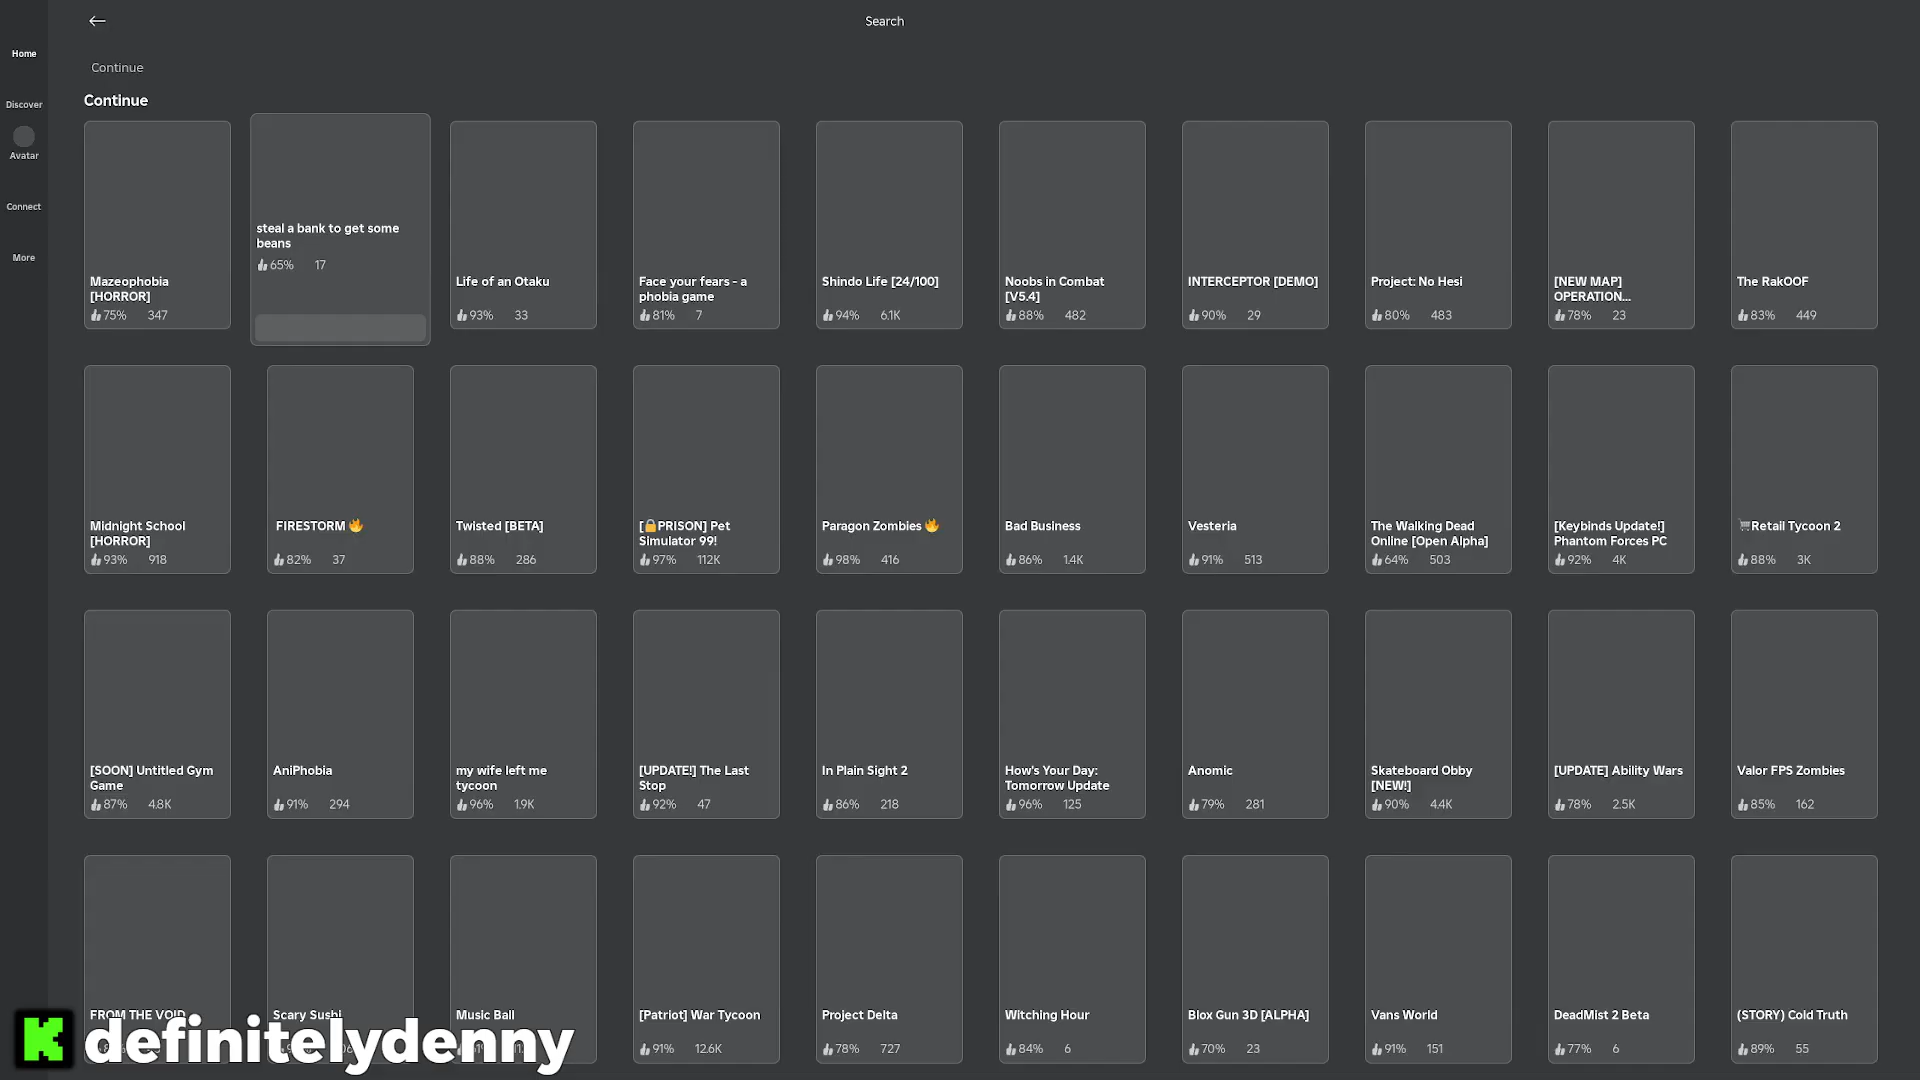 Search
Home
Discover
Avatar
Connect
More
Continue
Continue
Mazeophobia
[HORROR]
75% 347
steal a bank to get some
beans
65% 17
Life of an Otaku
93% 33
Face your fears - a
phobia game
81% 7
Shindo Life [24/100]
94% 6.1K
Noobs in Combat
[V5.4]
88% 482
INTERCEPTOR [DEMO]
90% 29
Project: No Hesi
80% 483
[NEW MAP]
OPERATION...
78% 23
The RakOOF
83% 449
Midnight School
[HORROR]
93% 918
FIRESTORM 🔥
82% 37
Twisted [BETA]
88% 286
[🔒PRISON] Pet
Simulator 99!
97% 112K
Paragon Zombies 🔥
98% 416
Bad Business
86% 1.4K
Vesteria
91% 513
The Walking Dead
Online [Open Alpha]
64% 503
[Keybinds Update!]
Phantom Forces PC
92% 4K
🛒Retail Tycoon 2
88% 3K
[SOON] Untitled Gym
Game
87% 4.8K
AniPhobia
91% 294
my wife left me
tycoon
96% 1.9K
[UPDATE!] The Last
Stop
92% 47
In Plain Sight 2
86% 218
How's Your Day:
Tomorrow Update
96% 125
Anomic
79% 281
Skateboard Obby
[NEW!]
90% 4.4K
[UPDATE] Ability Wars
78% 2.5K
Valor FPS Zombies
85% 162
FROM THE VOID
Scary Sushi
Music Ball
[Patriot] War Tycoon
91% 12.6K
Project Delta
78% 727
Witching Hour
84% 6
Blox Gun 3D [ALPHA]
70% 23
Vans World
91% 151
DeadMist 2 Beta
77% 6
(STORY) Cold Truth
89% 55
K definitelydenny